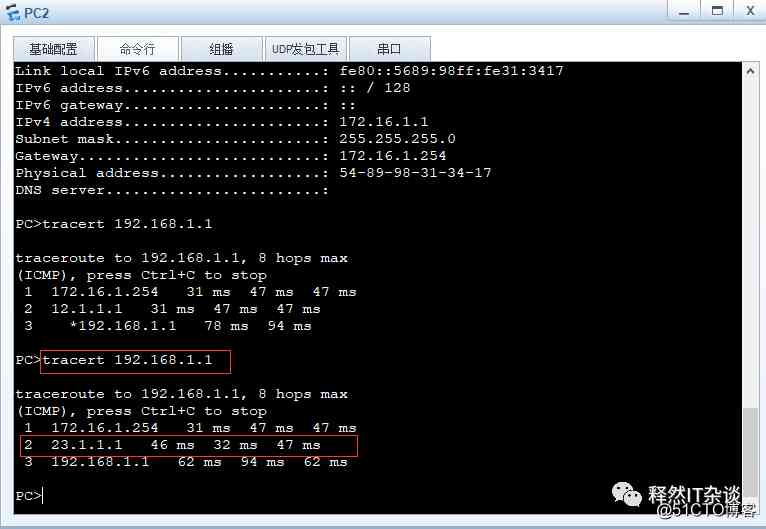 PC2
基础配置 命令行 组播 UDP发包工具 串口
Link local IPv6 address...........: fe80::5689:98ff:fe31:3417
IPv6 address......................: :: / 128
IPv6 gateway......................: ::
IPv4 address......................: 172.16.1.1
Subnet mask.......................: 255.255.255.0
Gateway...........................: 172.16.1.254
Physical address..................: 54-89-98-31-34-17
DNS server........................:
PC>tracert 192.168.1.1
traceroute to 192.168.1.1, 8 hops max
(ICMP), press Ctrl+C to stop
1 172.16.1.254 31 ms 47 ms 47 ms
2 12.1.1.1 31 ms 47 ms 47 ms
3 *192.168.1.1 78 ms 94 ms
PC>tracert 192.168.1.1
traceroute to 192.168.1.1, 8 hops max
(ICMP), press Ctrl+C to stop
1 172.16.1.254 31 ms 47 ms 47 ms
2 23.1.1.1 46 ms 32 ms 47 ms
3 192.168.1.1 62 ms 94 ms 62 ms
PC>
释然IT杂谈
@51CTO博客